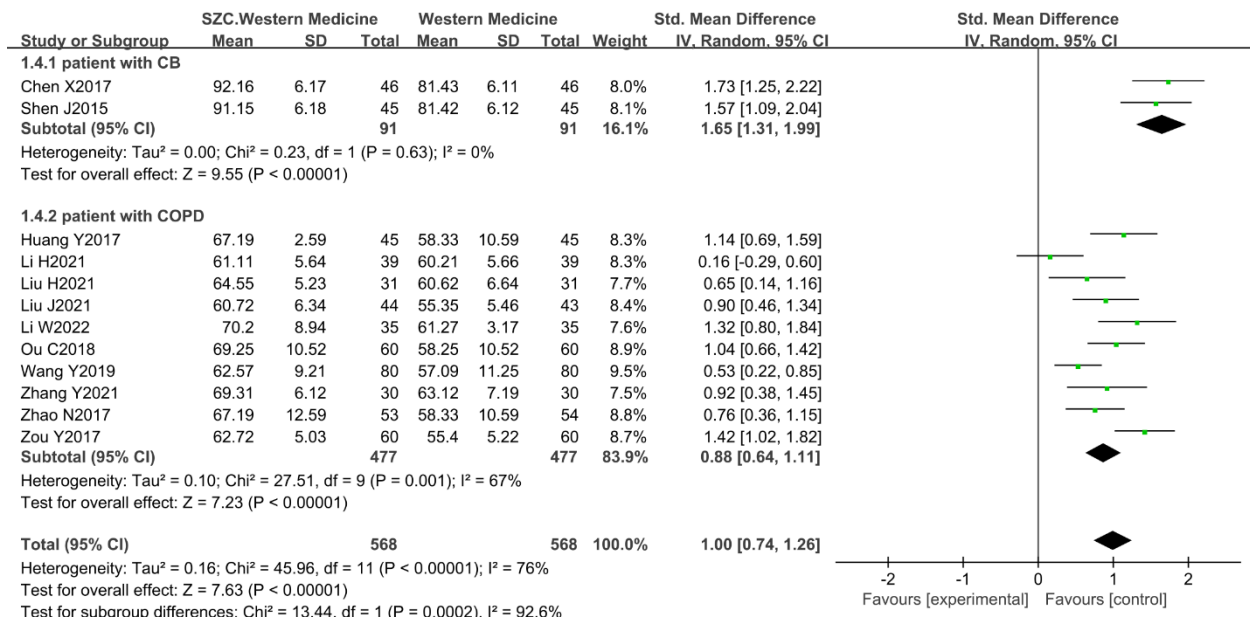 SZC.Western Medicine Western Medicine Std. Mean Difference Std. Mean Difference
Study or Subgroup Mean SD Total Mean SD Total Weight IV, Random, 95% CI IV, Random, 95% CI
1.4.1 patient with CB
Chen X2017 92.16 6.17 46 81.43 6.11 46 8.0% 1.73 [1.25, 2.22]
Shen J2015 91.15 6.18 45 81.42 6.12 45 8.1% 1.57 [1.09, 2.04]
Subtotal (95% CI) 91 91 16.1% 1.65 [1.31, 1.99]
Heterogeneity: Tau² = 0.00; Chi² = 0.23, df = 1 (P = 0.63); I² = 0%
Test for overall effect: Z = 9.55 (P < 0.00001)
1.4.2 patient with COPD
Huang Y2017 67.19 2.59 45 58.33 10.59 45 8.3% 1.14 [0.69, 1.59]
Li H2021 61.11 5.64 39 60.21 5.66 39 8.3% 0.16 [-0.29, 0.60]
Liu H2021 64.55 5.23 31 60.62 6.64 31 7.7% 0.65 [0.14, 1.16]
Liu J2021 60.72 6.34 44 55.35 5.46 43 8.4% 0.90 [0.46, 1.34]
Li W2022 70.2 8.94 35 61.27 3.17 35 7.6% 1.32 [0.80, 1.84]
Ou C2018 69.25 10.52 60 58.25 10.52 60 8.9% 1.04 [0.66, 1.42]
Wang Y2019 62.57 9.21 80 57.09 11.25 80 9.5% 0.53 [0.22, 0.85]
Zhang Y2021 69.31 6.12 30 63.12 7.19 30 7.5% 0.92 [0.38, 1.45]
Zhao N2017 67.19 12.59 53 58.33 10.59 54 8.8% 0.76 [0.36, 1.15]
Zou Y2017 62.72 5.03 60 55.4 5.22 60 8.7% 1.42 [1.02, 1.82]
Subtotal (95% CI) 477 477 83.9% 0.88 [0.64, 1.11]
Heterogeneity: Tau² = 0.10; Chi² = 27.51, df = 9 (P = 0.001); I² = 67%
Test for overall effect: Z = 7.23 (P < 0.00001)
Total (95% CI) 568 568 100.0% 1.00 [0.74, 1.26]
Heterogeneity: Tau² = 0.16; Chi² = 45.96, df = 11 (P < 0.00001); I² = 76%
Test for overall effect: Z = 7.63 (P < 0.00001)
Test for subgroup differences: Chi² = 13.44, df = 1 (P = 0.0002), I² = 92.6%
-2 -1 0 1 2
Favours [experimental] Favours [control]